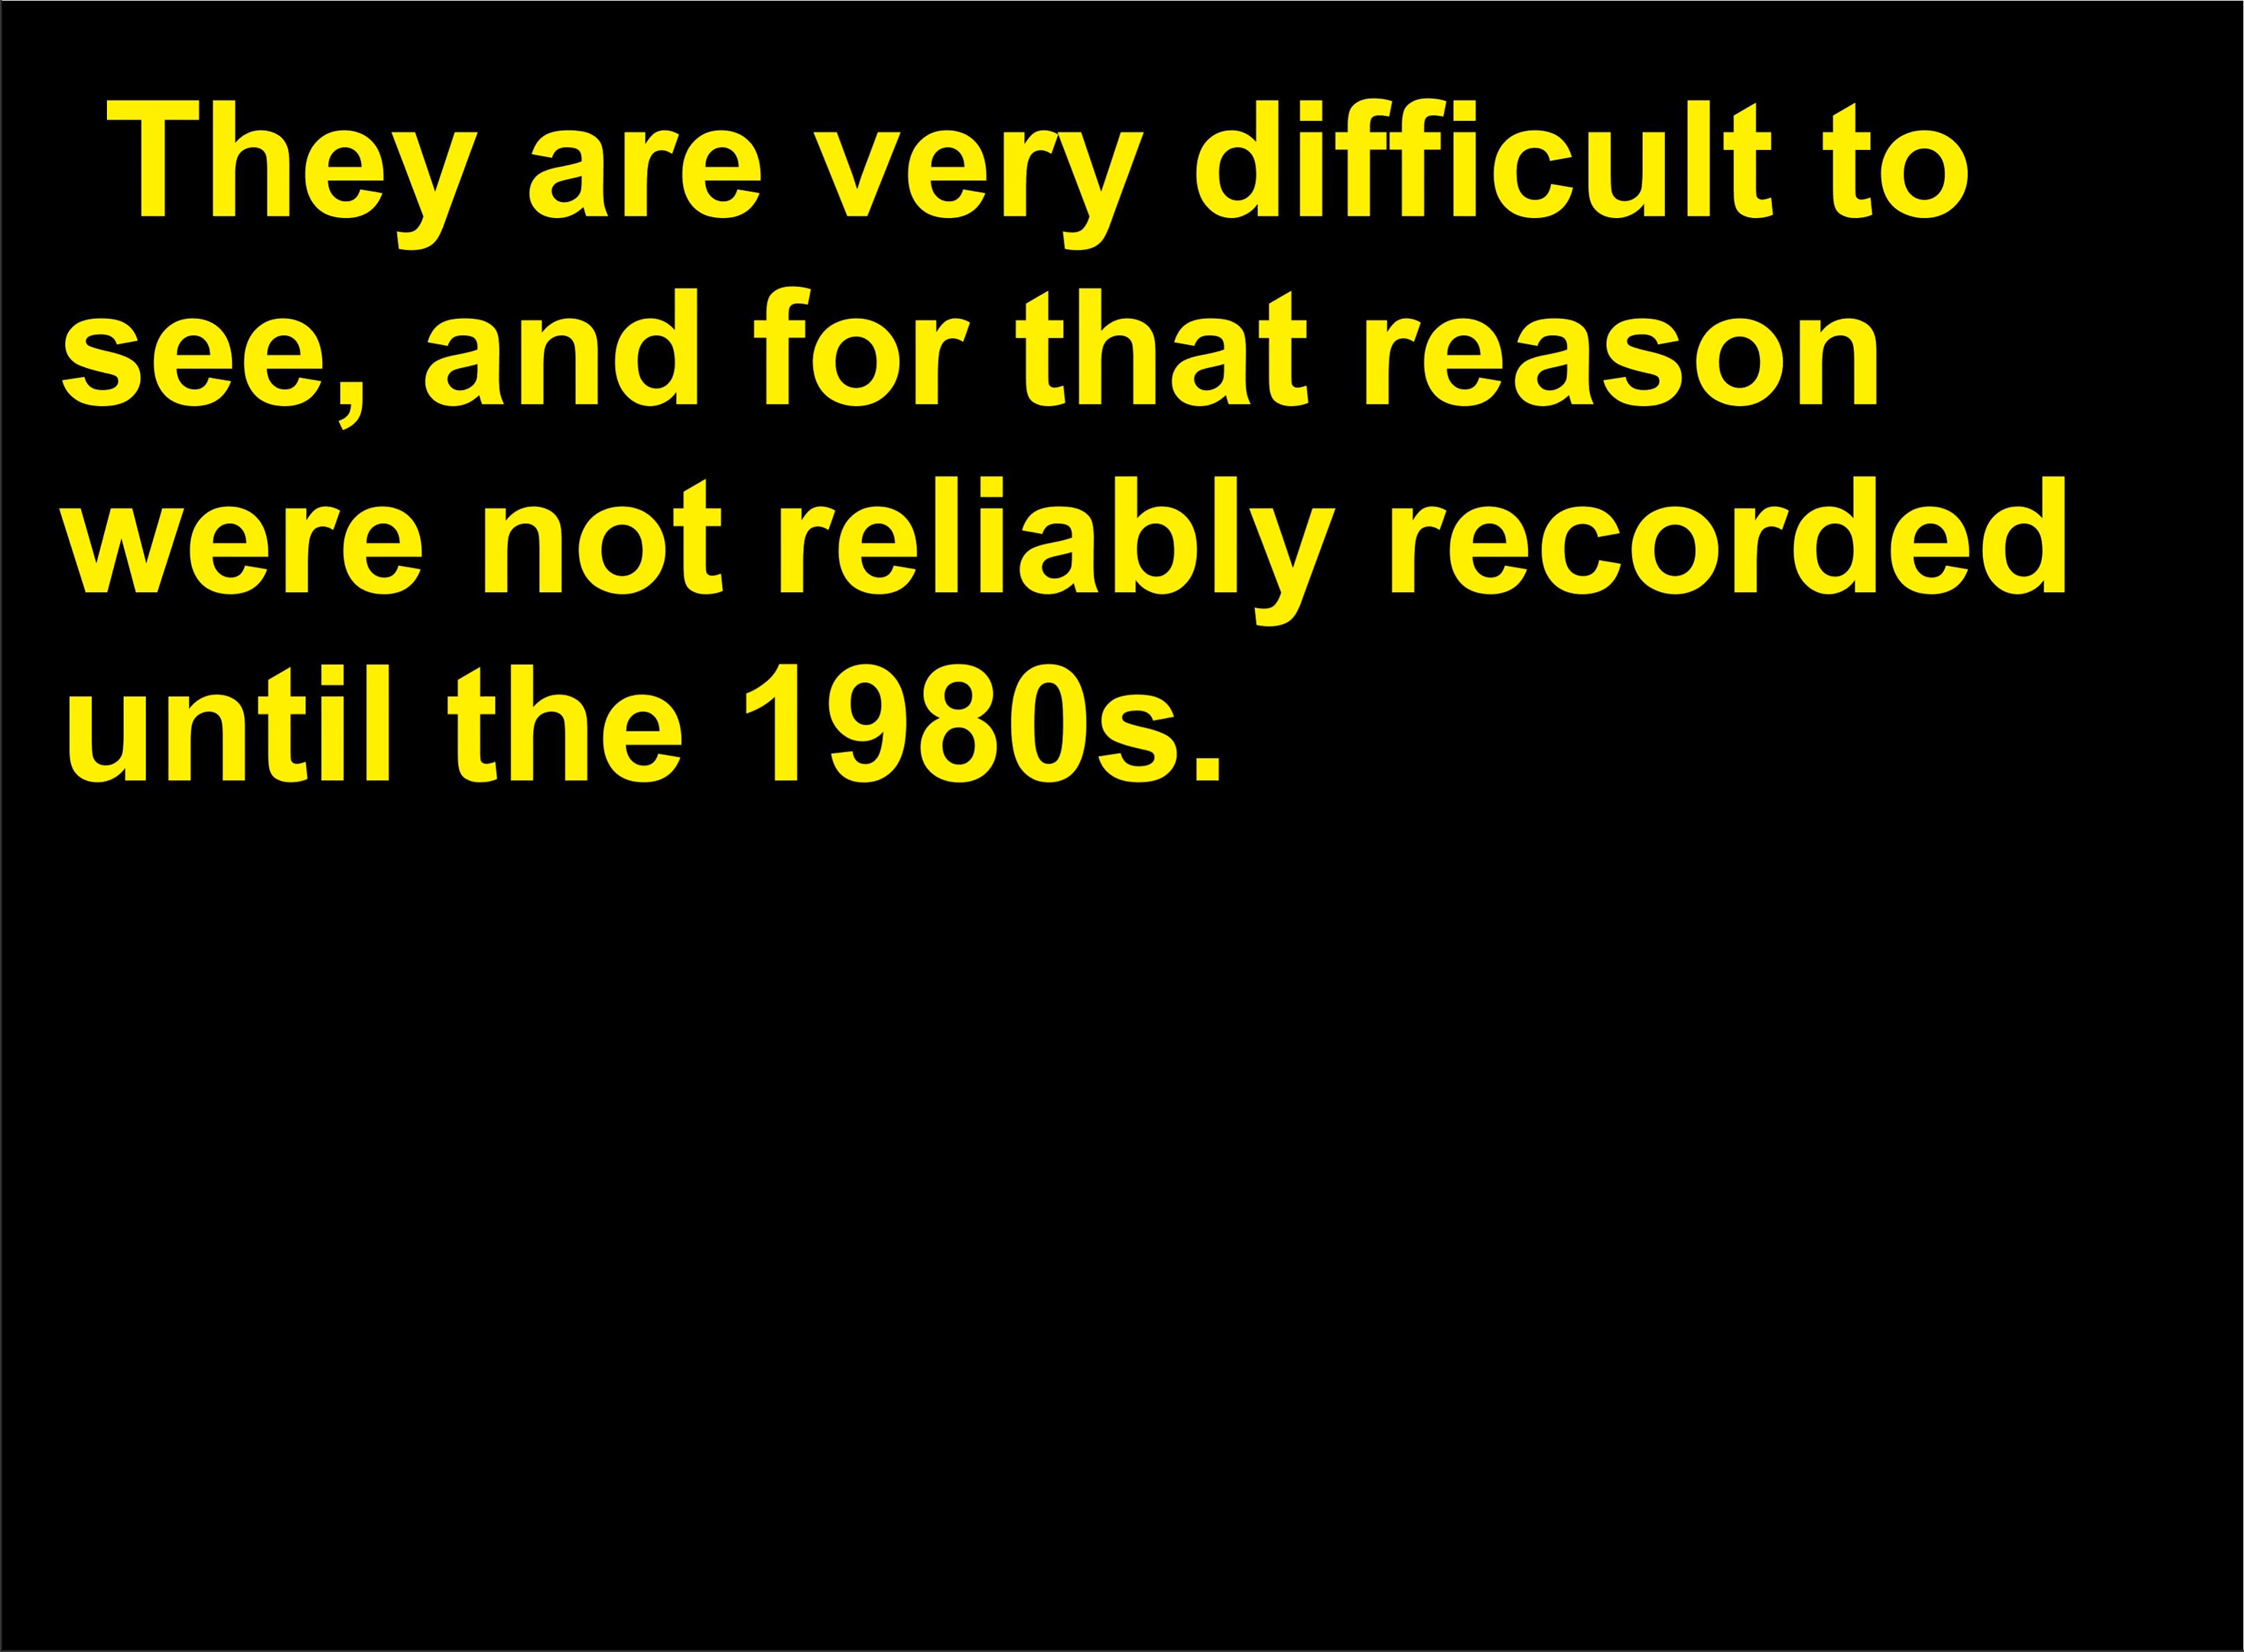 They are very difficult to
see, and for that reason
were not reliably recorded
until the 1980s.